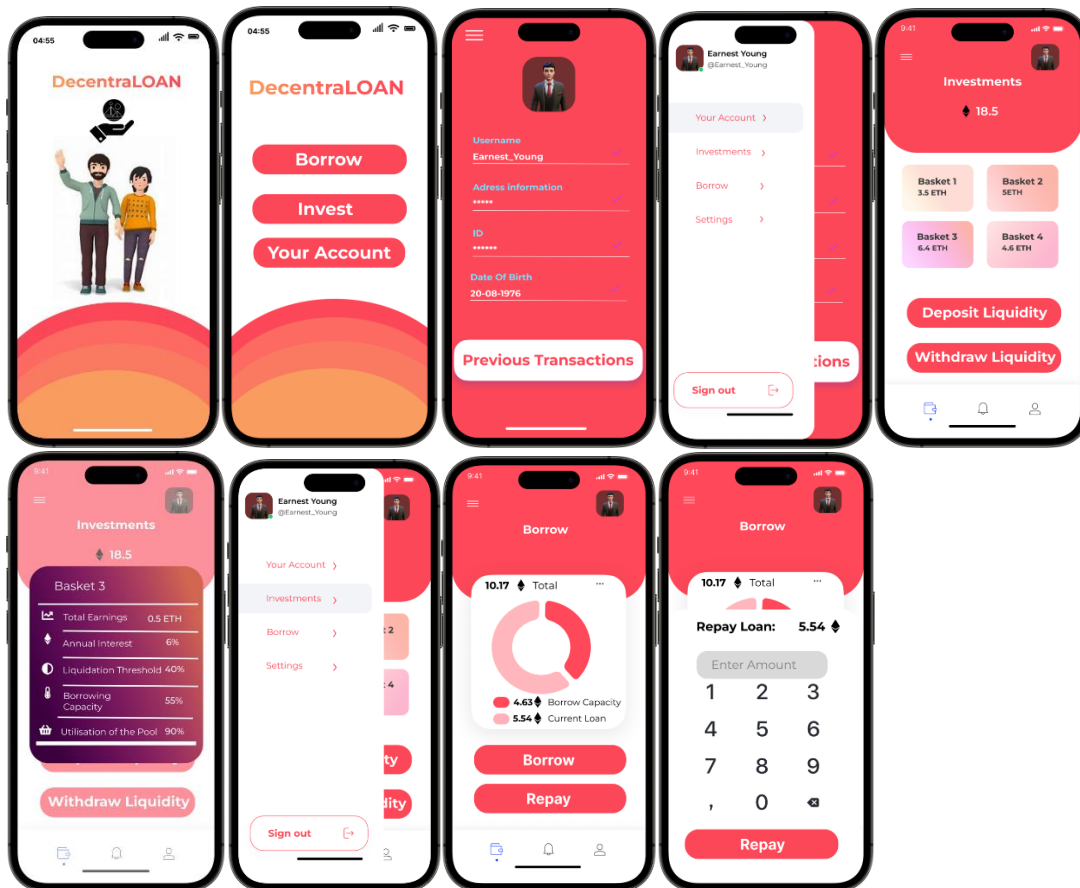 04:55
DecentraLOAN
04:55
DecentraLOAN
Borrow
Invest
Your Account
Username
Earnest_Young
Adress information
*****
ID
******
Date Of Birth
20-08-1976
Previous Transactions
Earnest Young
@Earnest_Young
Your Account
Investments
Borrow
Settings
Sign out
tions
9:41
Investments
18.5
Basket 1
3.5 ETH
Basket 2
5ETH
Basket 3
6.4 ETH
Basket 4
4.6 ETH
Deposit Liquidity
Withdraw Liquidity
9:41
Investments
18.5
Basket 3
Total Earnings 0.5 ETH
Annual Interest 6%
Liquidation Threshold 40%
Borrowing
Capacity 55%
Utilisation of the Pool 90%
Withdraw Liquidity
Earnest Young
@Earnest_Young
Your Account
Investments
Borrow
Settings
Sign out
t 2
t 4
ty
dity
9:41
Borrow
10.17 Total ...
4.63 Borrow Capacity
5.54 Current Loan
Borrow
Repay
9:41
Borrow
10.17 Total ...
Repay Loan: 5.54
Enter Amount
1 2 3
4 5 6
7 8 9
, 0
Repay